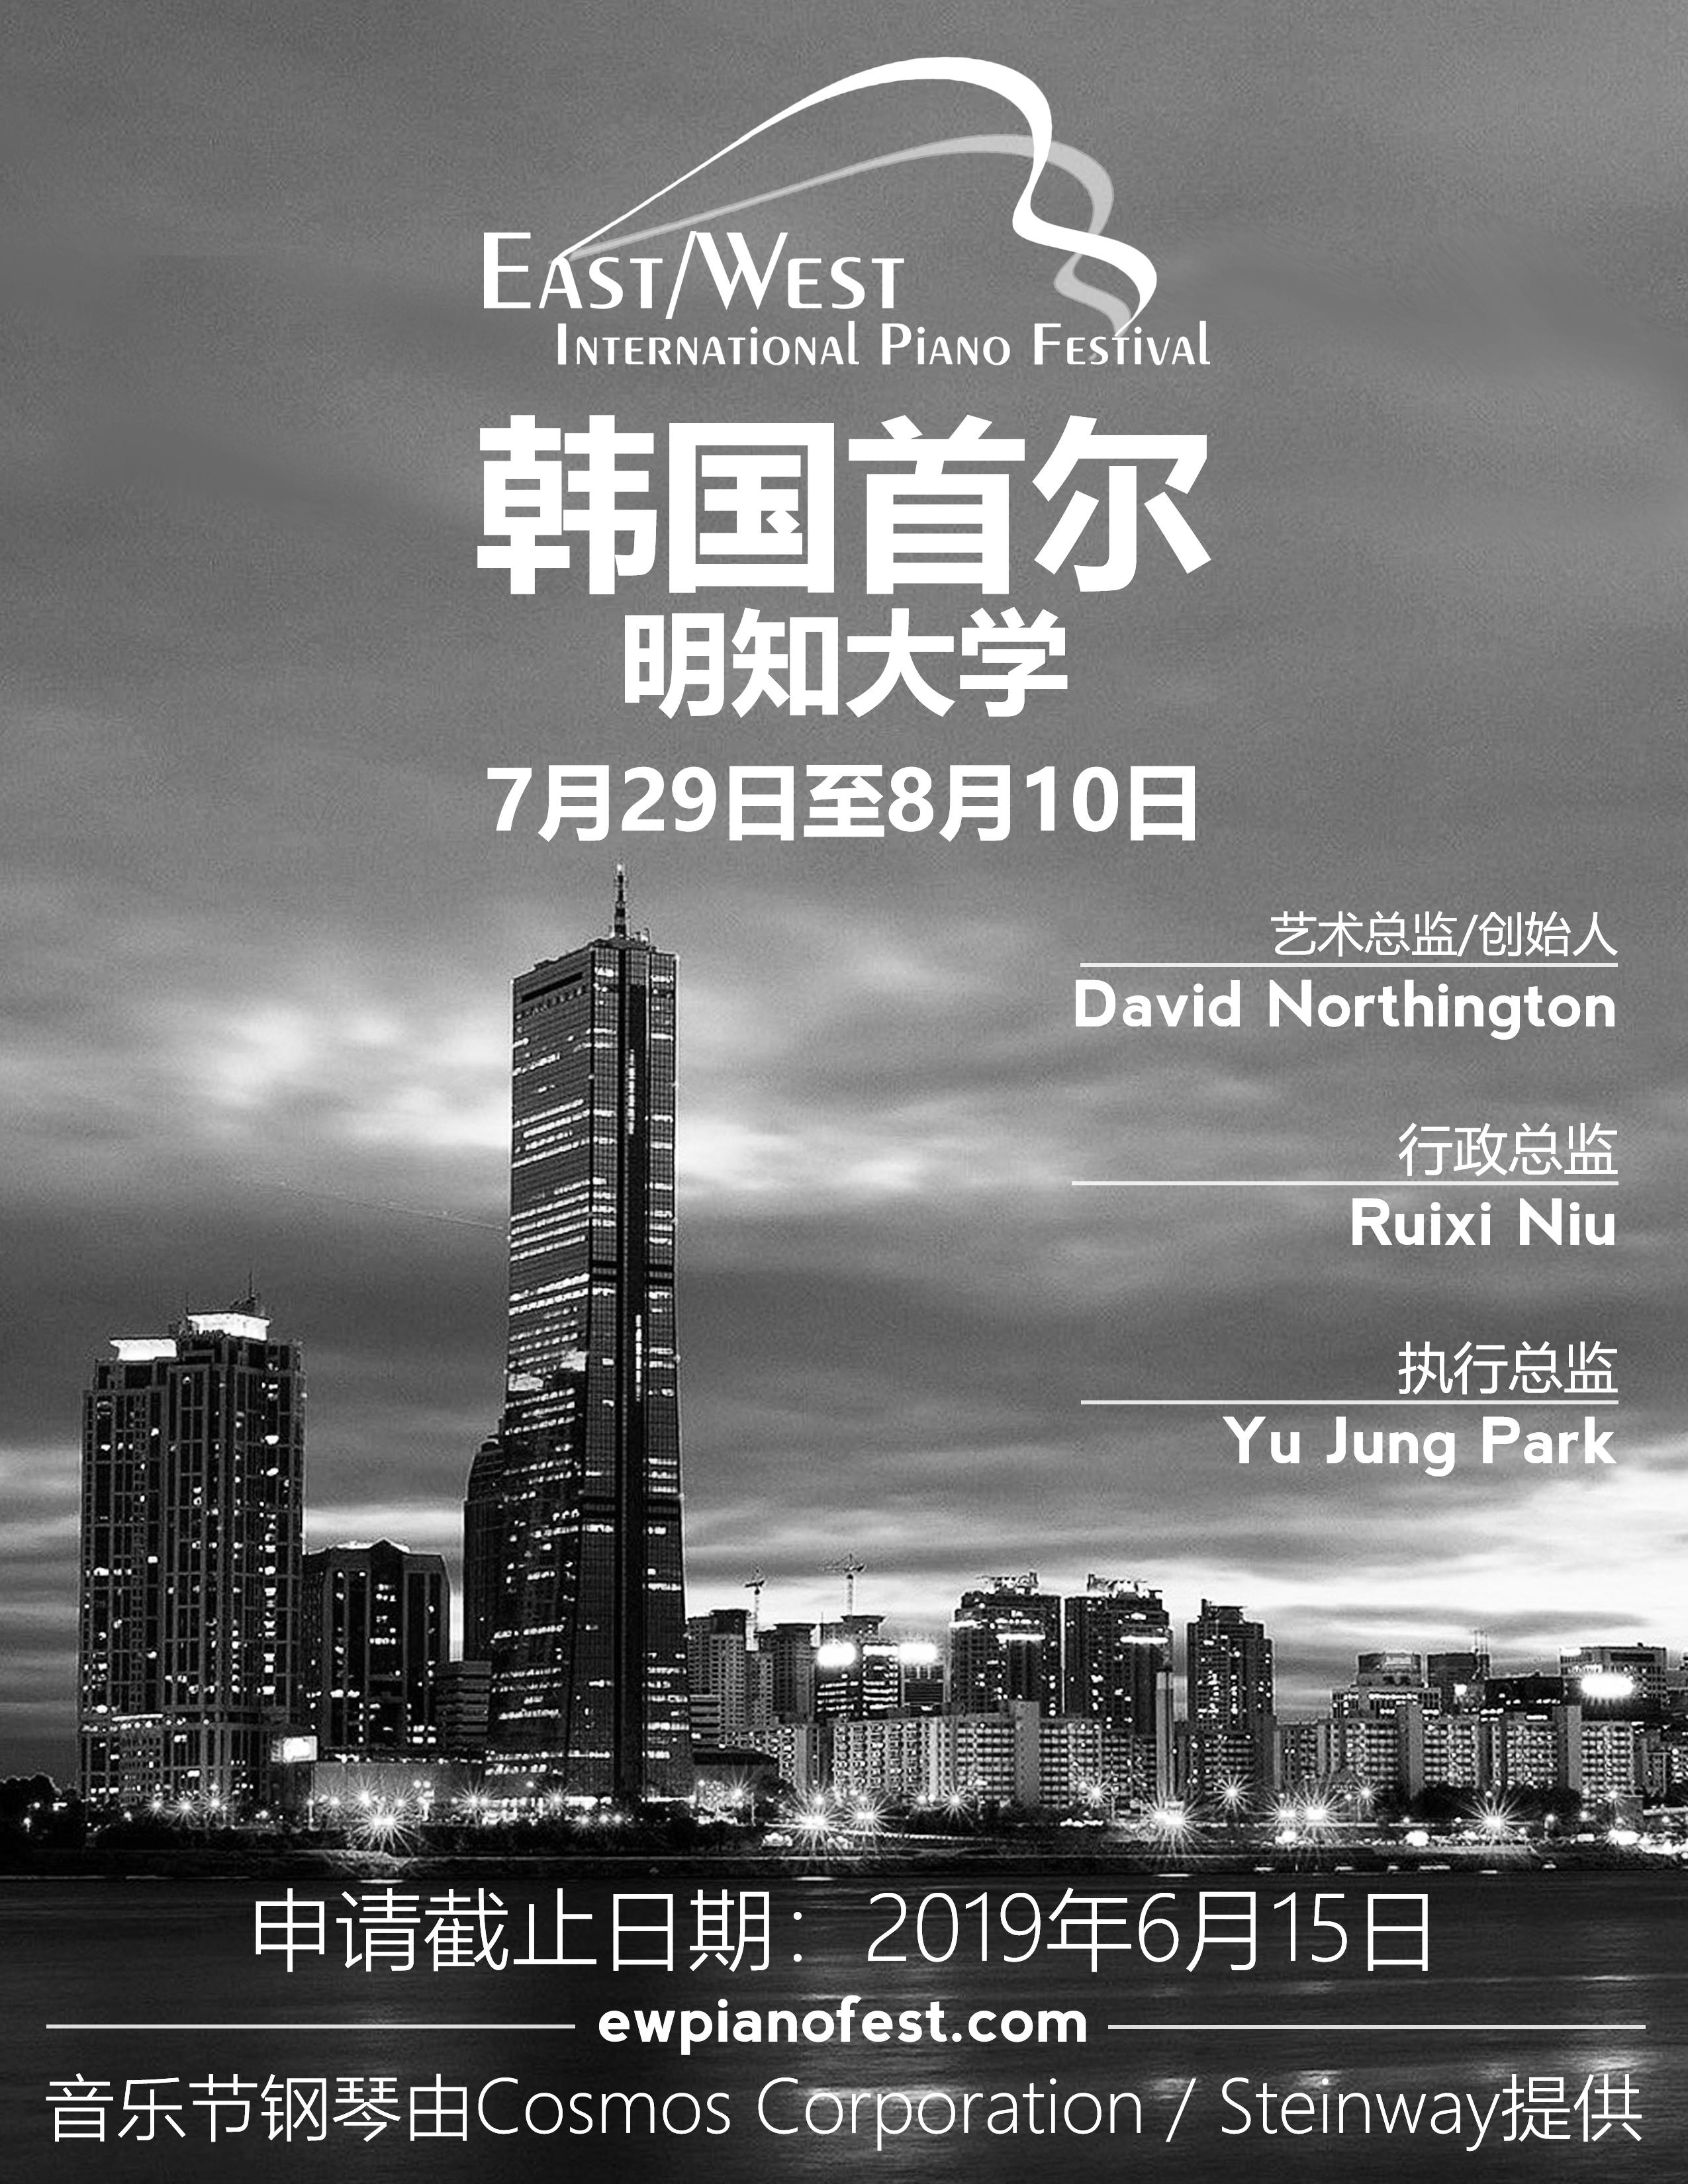 EAST/WEST
INTERNATIONAL PIANO FESTIVAL
韩国首尔
明知大学
7月29日至8月10日
艺术总监/创始人
David Northington
行政总监
Ruixi Niu
执行总监
Yu Jung Park
申请截止日期：2019年6月15日
ewpianofest.com
音乐节钢琴由Cosmos Corporation / Steinway提供